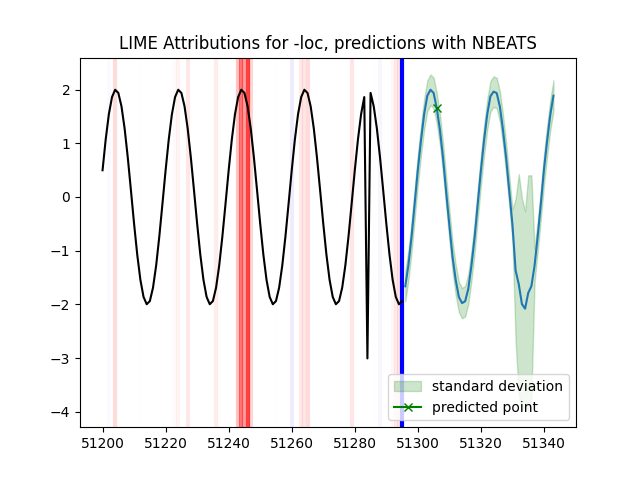 LIME Attributions for -loc, predictions with NBEATS
2
1
0
−1
−2
−3
−4
standard deviation
predicted point
51200 51220 51240 51260 51280 51300 51320 51340